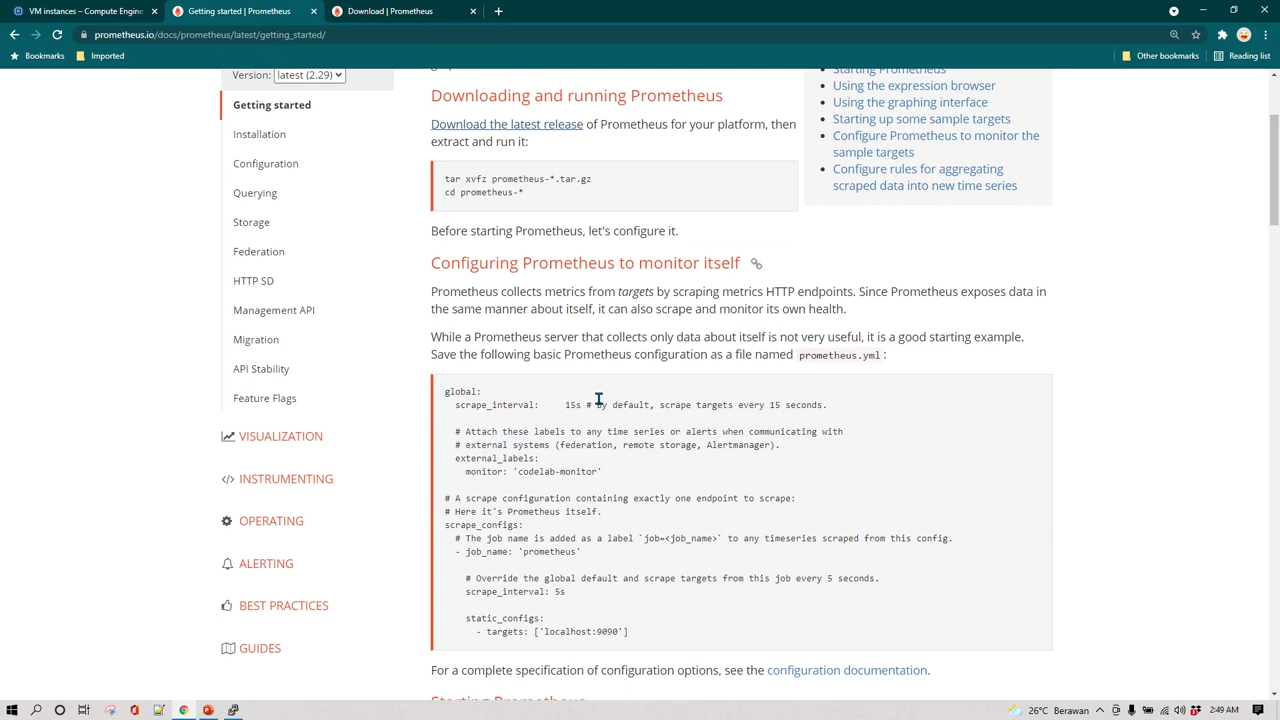 VM instances – Compute Engine
Getting started | Prometheus
Download | Prometheus
prometheus.io/docs/prometheus/latest/getting_started/
Bookmarks
Imported
Other bookmarks
Reading list
Version: latest (2.29)
Getting started
Installation
Configuration
Querying
Storage
Federation
HTTP SD
Management API
Migration
API Stability
Feature Flags
VISUALIZATION
INSTRUMENTING
OPERATING
ALERTING
BEST PRACTICES
GUIDES
Downloading and running Prometheus
Download the latest release of Prometheus for your platform, then
extract and run it:
tar xvfz prometheus-*.tar.gz
cd prometheus-*
Before starting Prometheus, let's configure it.
Configuring Prometheus to monitor itself
Prometheus collects metrics from targets by scraping metrics HTTP endpoints. Since Prometheus exposes data in
the same manner about itself, it can also scrape and monitor its own health.
While a Prometheus server that collects only data about itself is not very useful, it is a good starting example.
Save the following basic Prometheus configuration as a file named prometheus.yml:
global:
scrape_interval: 15s # By default, scrape targets every 15 seconds.
# Attach these labels to any time series or alerts when communicating with
# external systems (federation, remote storage, Alertmanager).
external_labels:
monitor: 'codelab-monitor'
# A scrape configuration containing exactly one endpoint to scrape:
# Here it's Prometheus itself.
scrape_configs:
# The job name is added as a label `job=<job_name>` to any timeseries scraped from this config.
- job_name: 'prometheus'
# Override the global default and scrape targets from this job every 5 seconds.
scrape_interval: 5s
static_configs:
- targets: ['localhost:9090']
For a complete specification of configuration options, see the configuration documentation.
Starting Prometheus
Starting Prometheus
Using the expression browser
Using the graphing interface
Starting up some sample targets
Configure Prometheus to monitor the
sample targets
Configure rules for aggregating
scraped data into new time series
26°C Berawan
2:49 AM